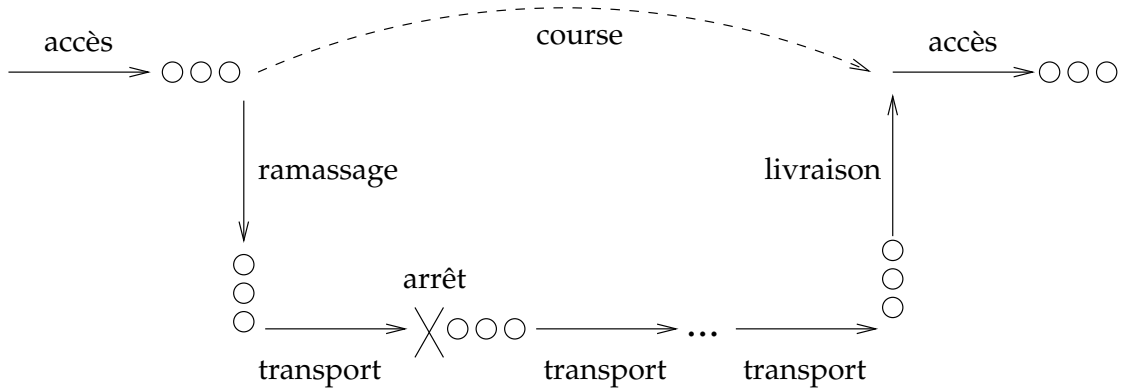 accès
course
accès
ramassage
livraison
arrêt
...
transport
transport
transport